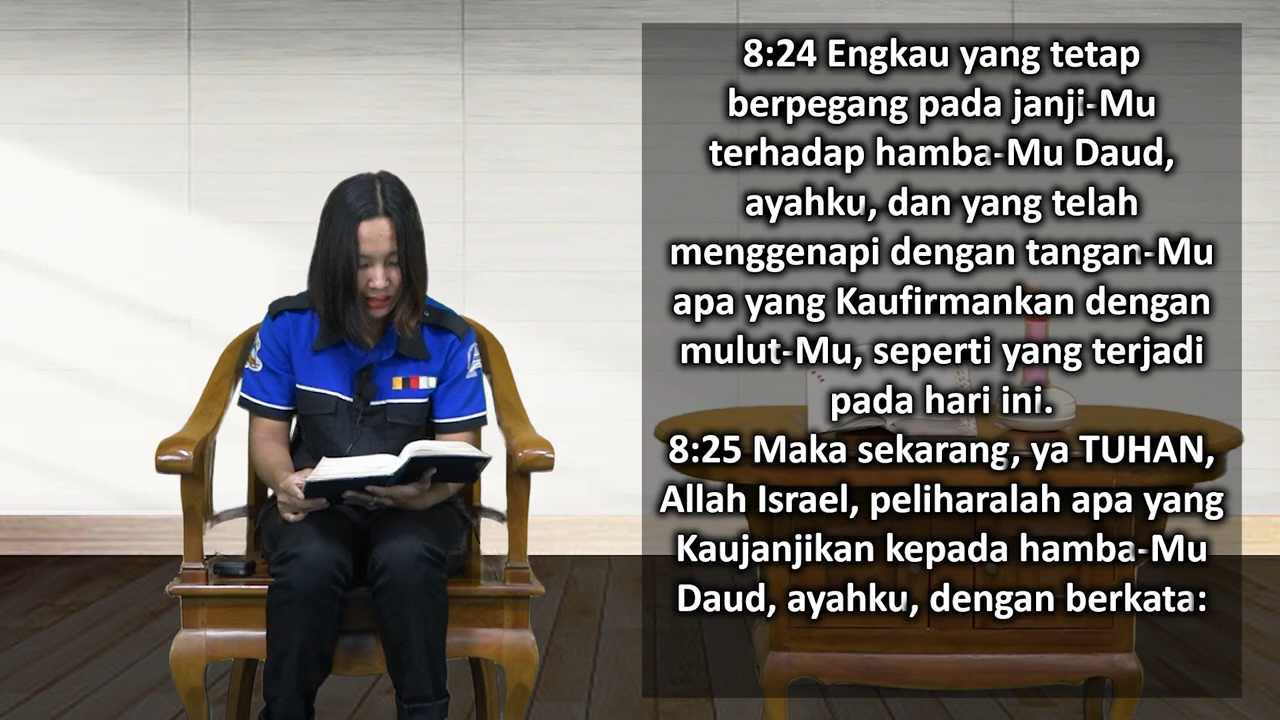 8:24 Engkau yang tetap
berpegang pada janji-Mu
terhadap hamba-Mu Daud,
ayahku, dan yang telah
menggenapi dengan tangan-Mu
apa yang Kaufirmankan dengan
mulut-Mu, seperti yang terjadi
pada hari ini.
8:25 Maka sekarang, ya TUHAN,
Allah Israel, peliharalah apa yang
Kaujanjikan kepada hamba-Mu
Daud, ayahku, dengan berkata: